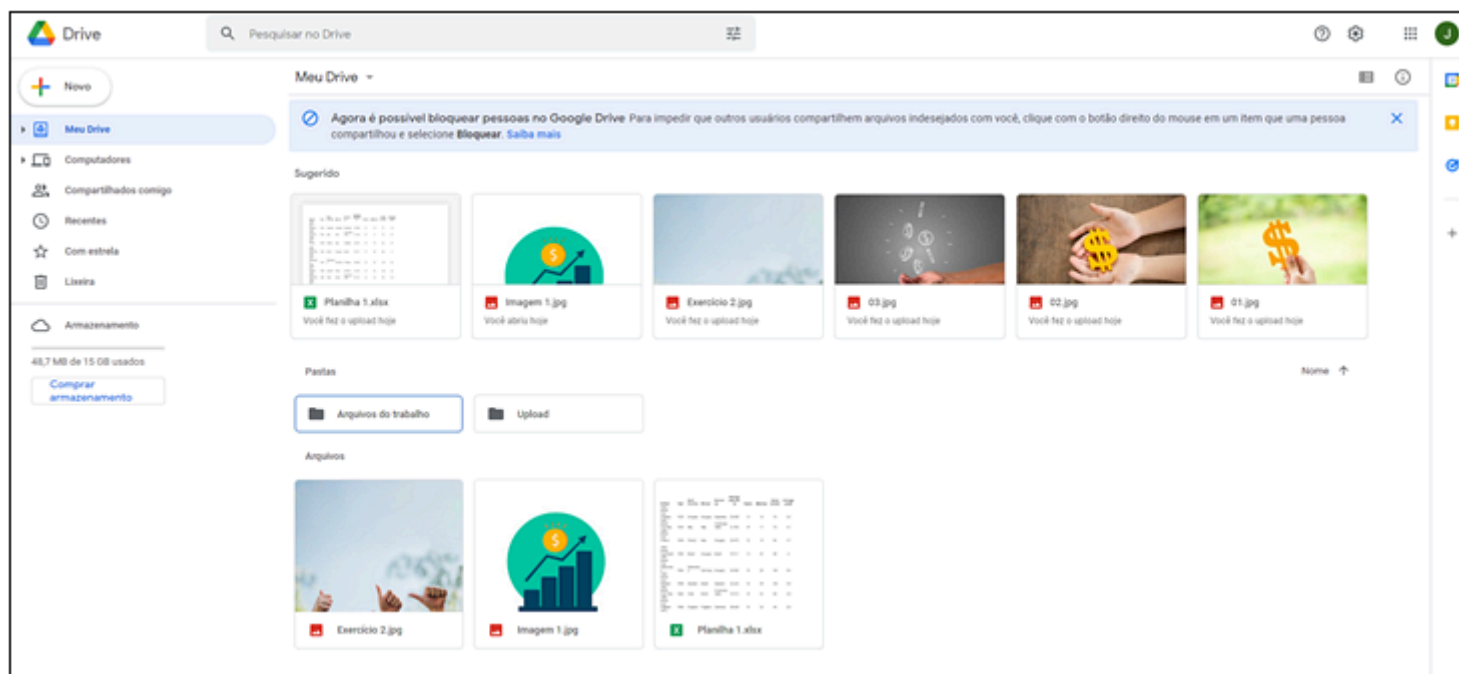 Drive
Pesquisar no Drive
J
Novo
Meu Drive
Meu Drive
Agora é possível bloquear pessoas no Google Drive Para impedir que outros usuários compartilhem arquivos indesejados com você, clique com o botão direito do mouse em um item que uma pessoa
compartilhou e selecione Bloquear. Saiba mais
Computadores
Compartilhados comigo
Recentes
Com estrela
Lixeira
Armazenamento
48,7 MB de 15 GB usados
Comprar
armazenamento
Sugerido
Planilha 1.xlsx
Você fez o upload hoje
Imagem 1.jpg
Você abriu hoje
Exercício 2.jpg
Você fez o upload hoje
03.jpg
Você fez o upload hoje
02.jpg
Você fez o upload hoje
01.jpg
Você fez o upload hoje
Pastas
Nome
Arquivos do trabalho
Upload
Arquivos
Exercício 2.jpg
Imagem 1.jpg
Planilha 1.xlsx